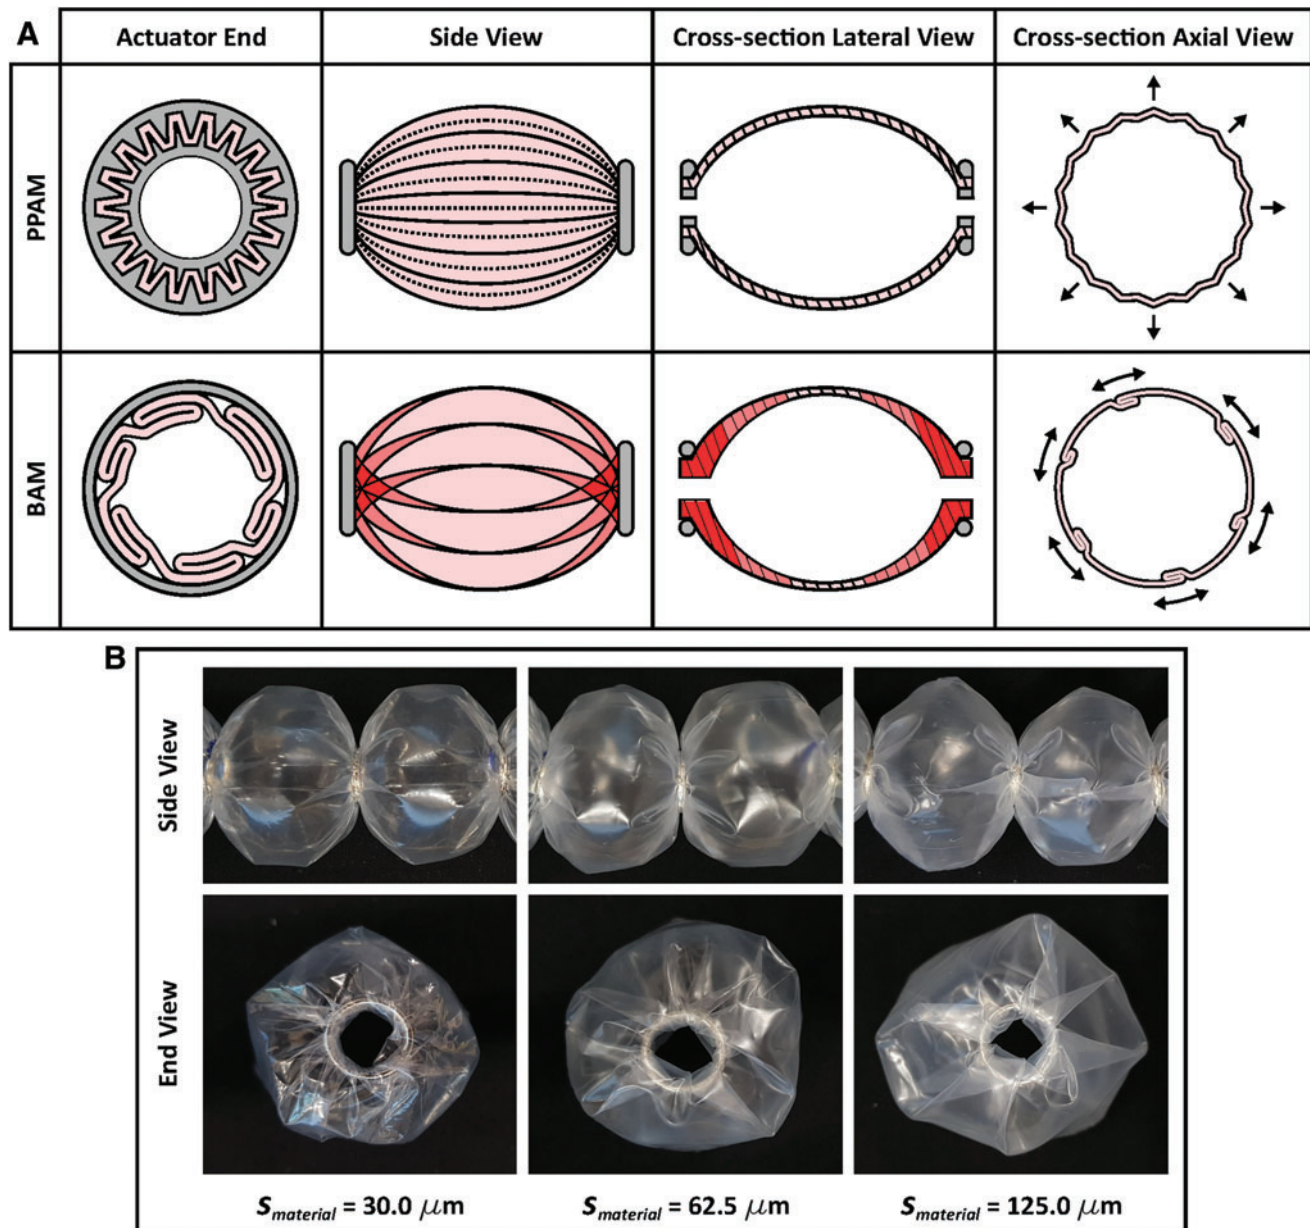 A
Actuator End
Side View
Cross-section Lateral View
Cross-section Axial View
PPAM
BAM
B
Side View
End View
S_material = 30.0 μm
S_material = 62.5 μm
S_material = 125.0 μm